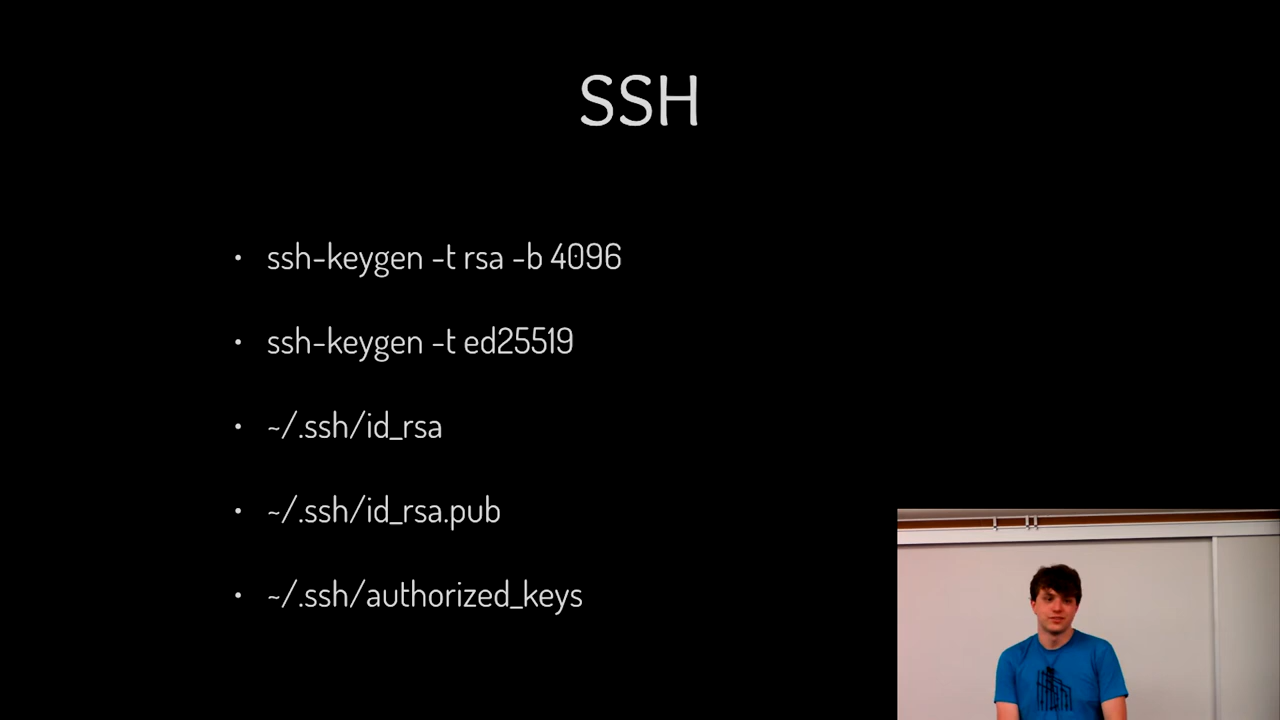 SSH
• ssh-keygen -t rsa -b 4096
• ssh-keygen -t ed25519
• ~/.ssh/id_rsa
• ~/.ssh/id_rsa.pub
• ~/.ssh/authorized_keys